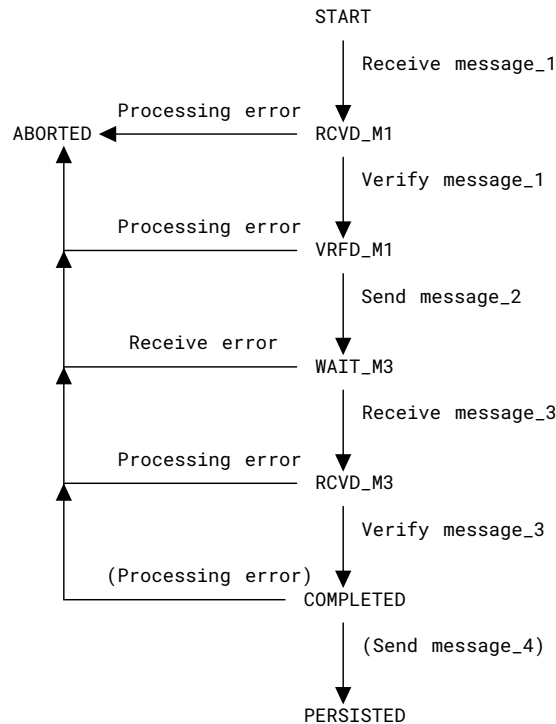 START
Receive message_1
Processing error
ABORTED
RCVD_M1
Verify message_1
Processing error
VRFD_M1
Send message_2
Receive error
WAIT_M3
Receive message_3
Processing error
RCVD_M3
Verify message_3
(Processing error)
COMPLETED
(Send message_4)
PERSISTED